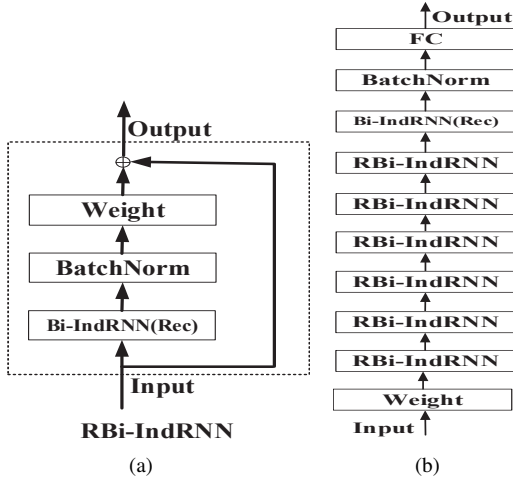 Output
Weight
BatchNorm
Bi-IndRNN(Rec)
Input
RBi-IndRNN
(a)
Output
FC
BatchNorm
Bi-IndRNN(Rec)
RBi-IndRNN
RBi-IndRNN
RBi-IndRNN
RBi-IndRNN
RBi-IndRNN
RBi-IndRNN
Weight
Input
(b)